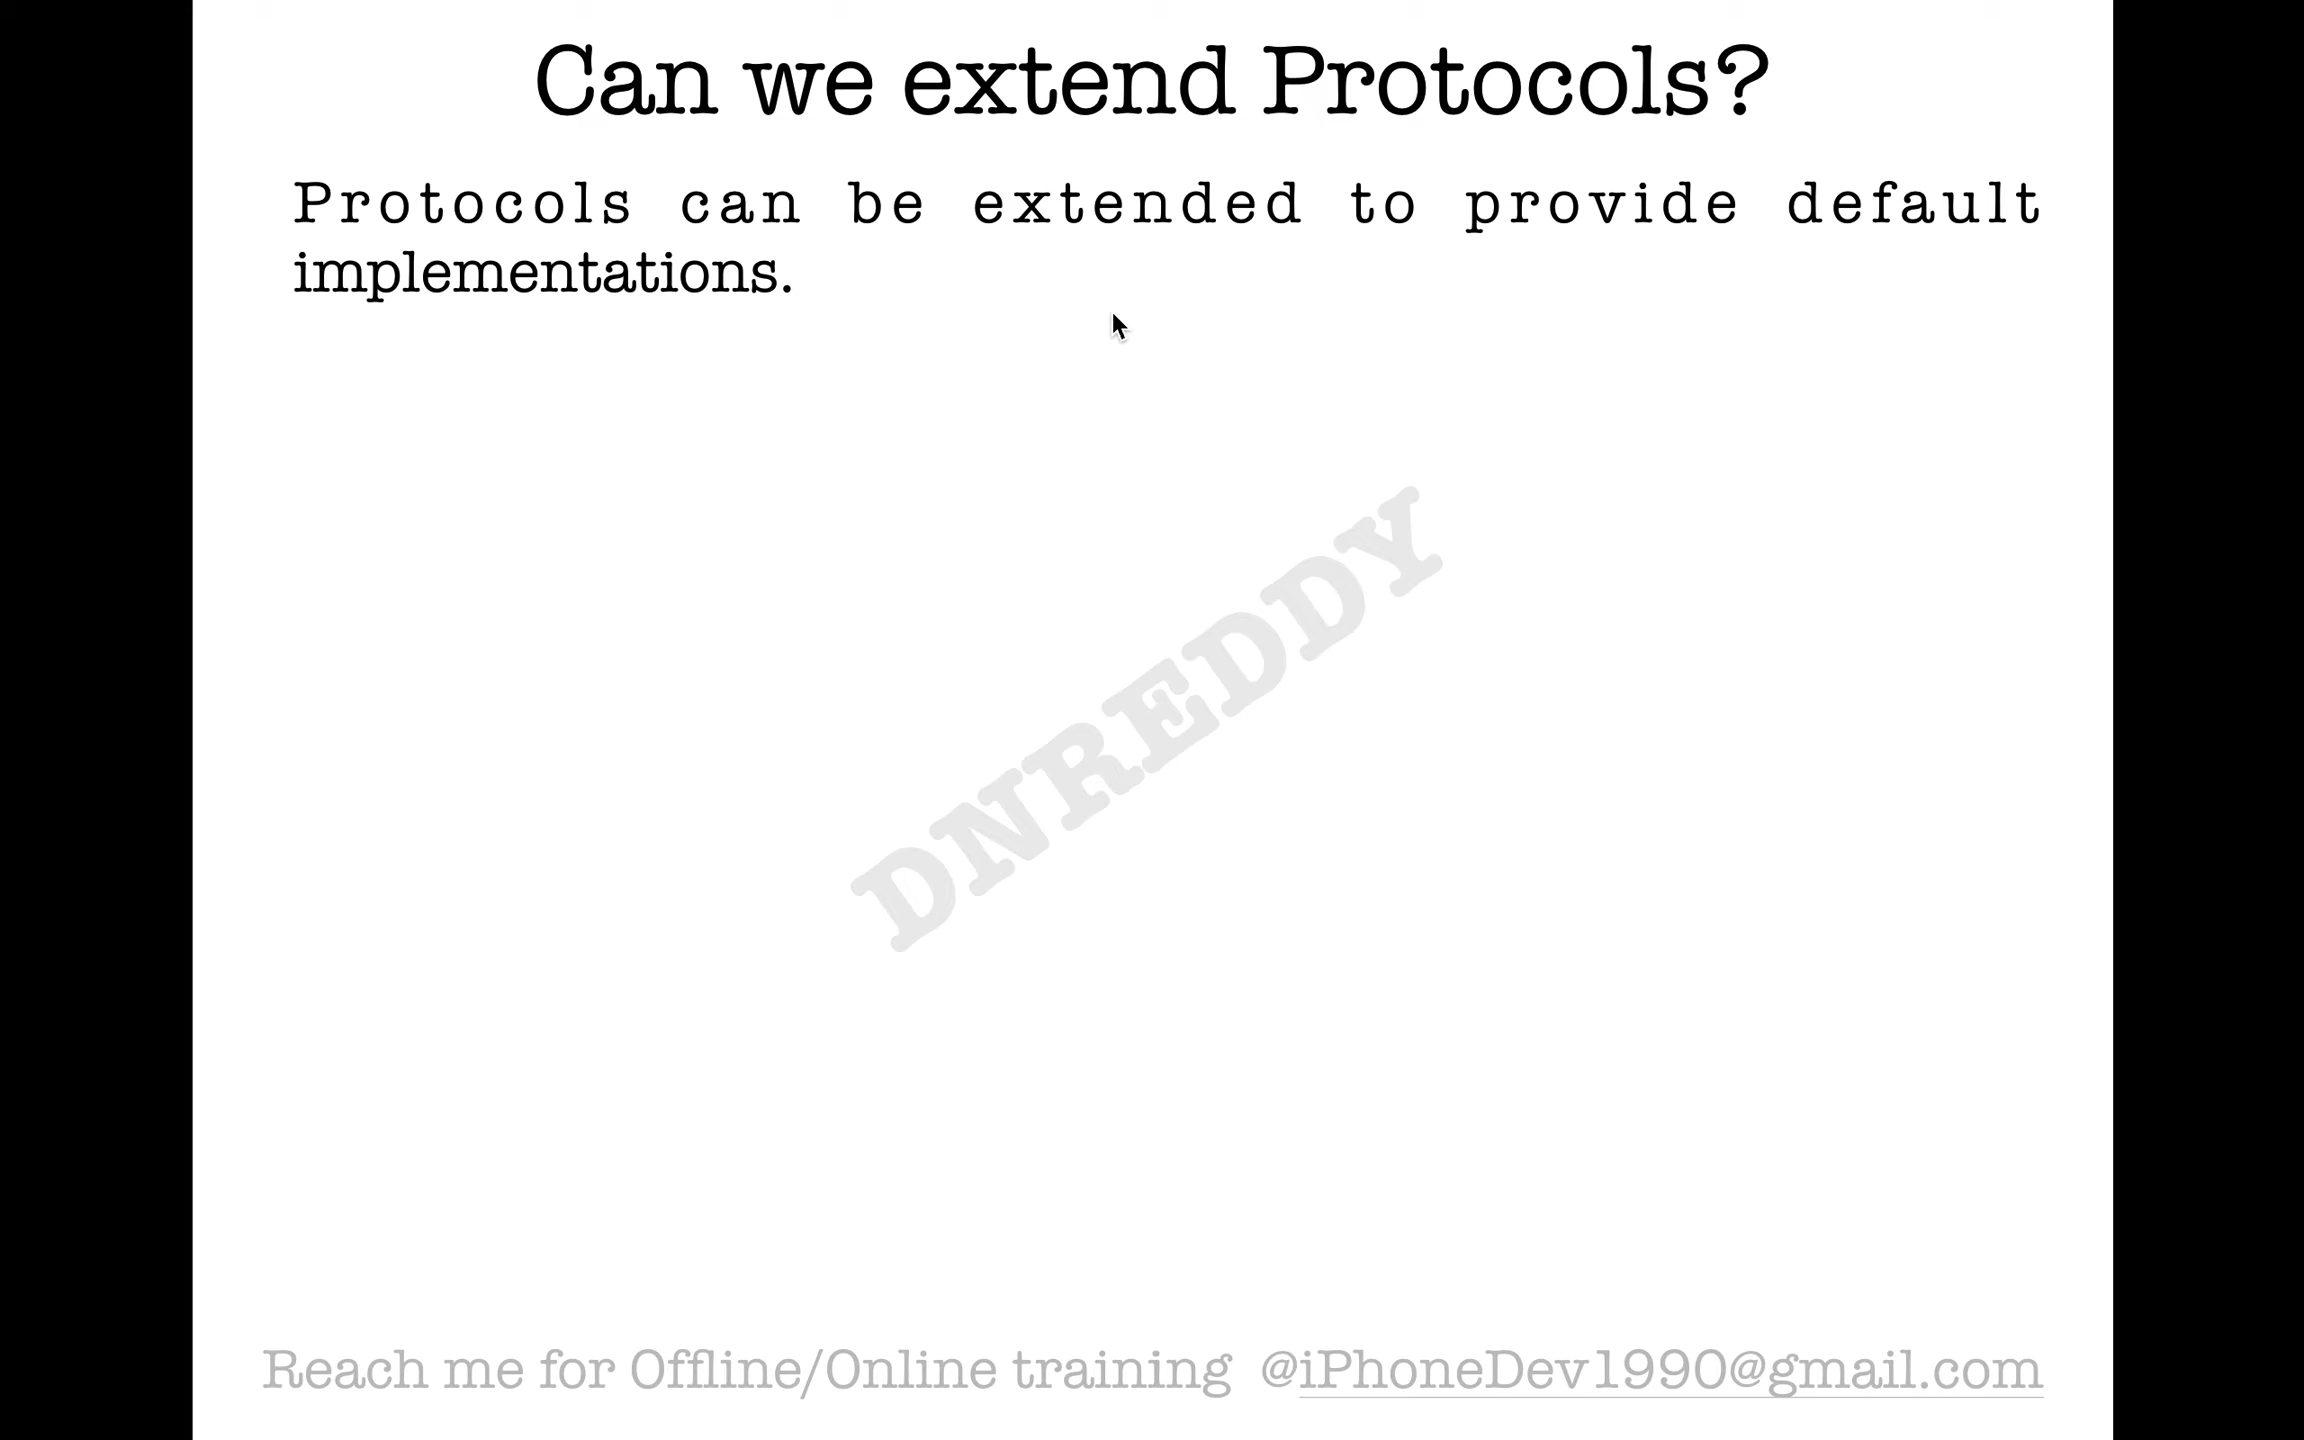 Can we extend Protocols?
Protocols can be extended to provide default
implementations.
DNREDDY
Reach me for Offline/Online training @iPhoneDev1990@gmail.com